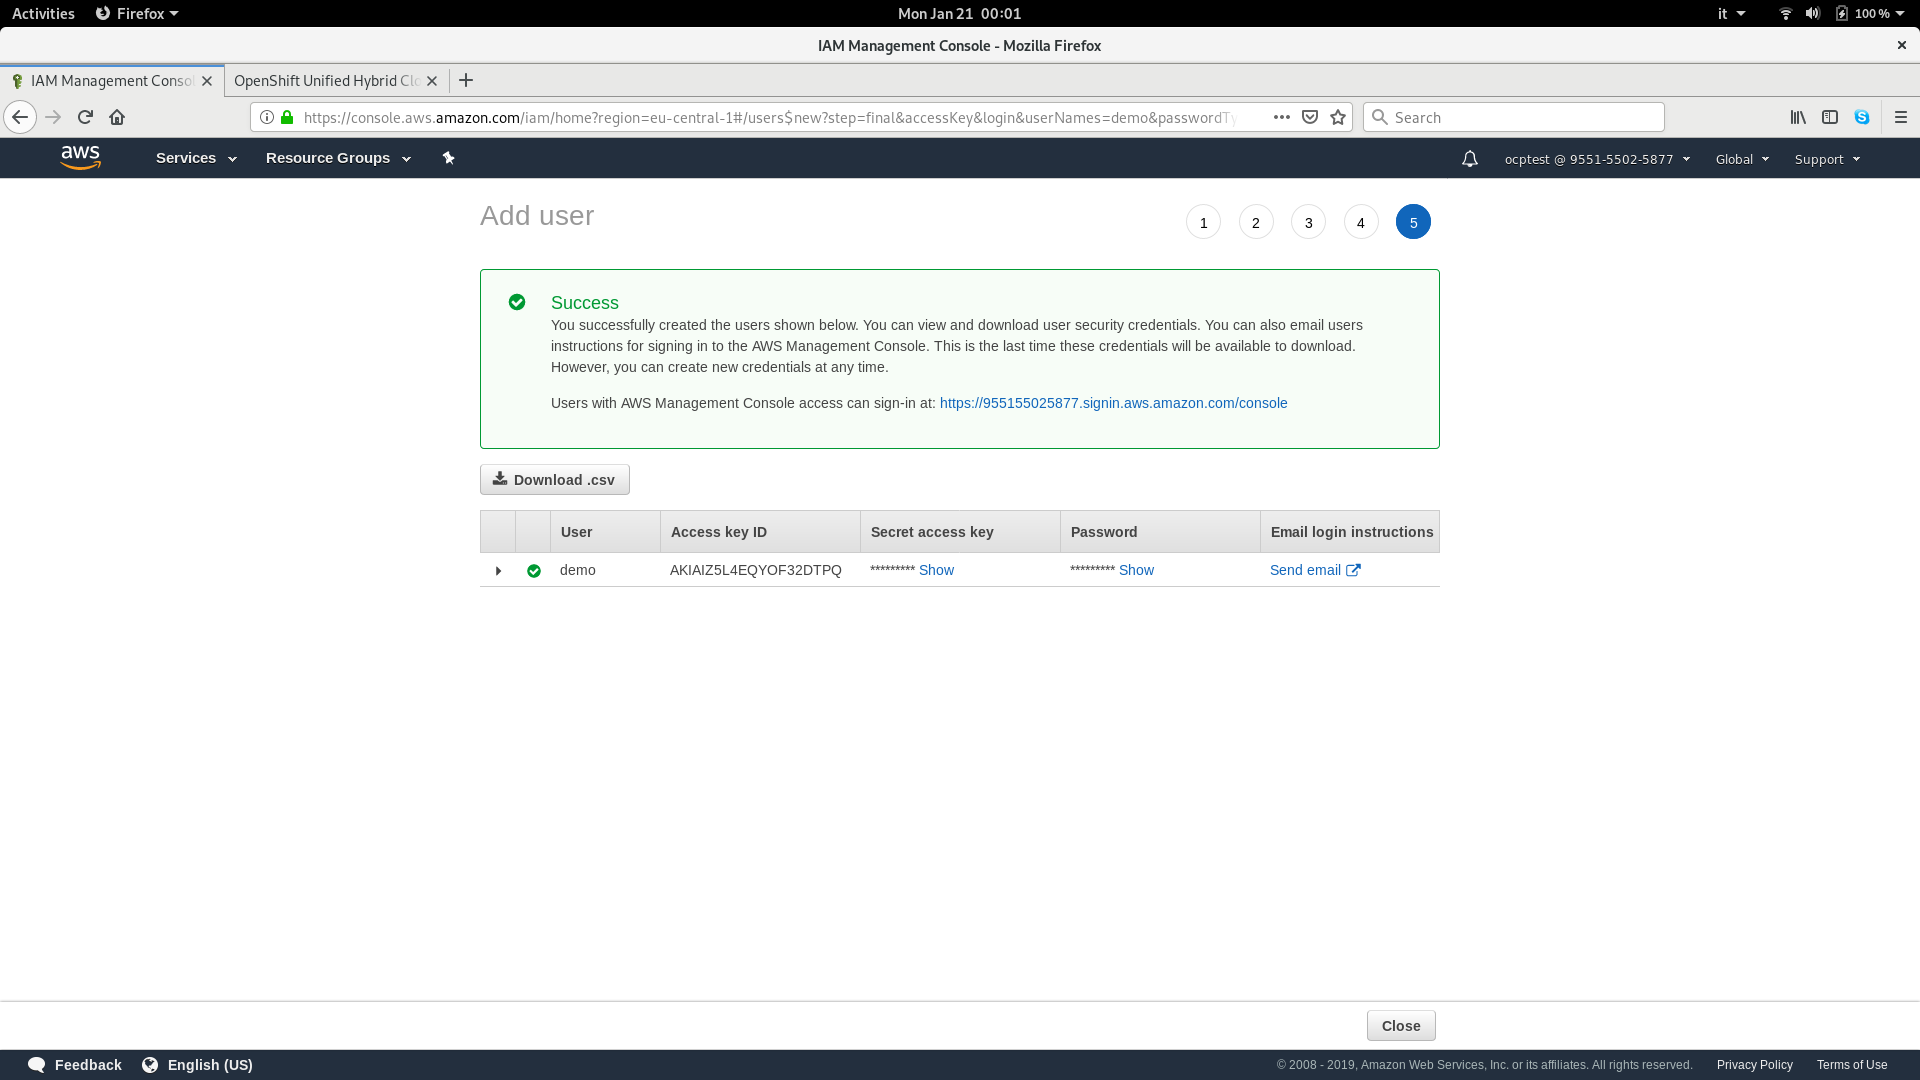 Activities Firefox Mon Jan 21 00:01 it 100 %
IAM Management Console - Mozilla Firefox
IAM Management Consol OpenShift Unified Hybrid Clo
https://console.aws.amazon.com/iam/home?region=eu-central-1#/users$new?step=final&accessKey&login&userNames=demo&passwordTy Search
aws Services Resource Groups ocptest @ 9551-5502-5877 Global Support
Add user 1 2 3 4 5
Success
You successfully created the users shown below. You can view and download user security credentials. You can also email users
instructions for signing in to the AWS Management Console. This is the last time these credentials will be available to download.
However, you can create new credentials at any time.
Users with AWS Management Console access can sign-in at: https://955155025877.signin.aws.amazon.com/console
Download .csv
User Access key ID Secret access key Password Email login instructions
demo AKIAIZ5L4EQYOF32DTPQ ********* Show ********* Show Send email
Close
Feedback English (US) © 2008 - 2019, Amazon Web Services, Inc. or its affiliates. All rights reserved. Privacy Policy Terms of Use